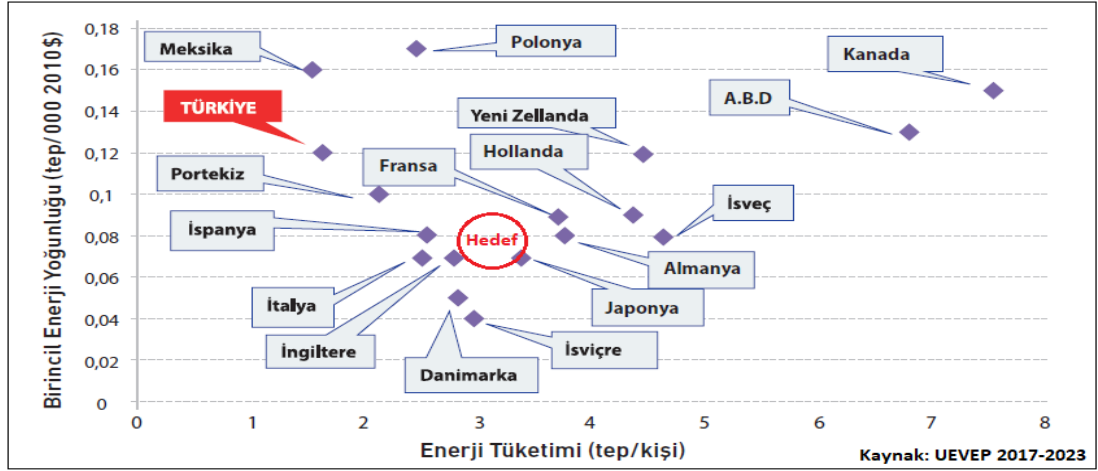 Birincil Enerji Yoğunluğu (tep/000 2010$)
0,18
0,16
0,14
0,12
0,1
0,08
0,06
0,04
0,02
0
Meksika
Polonya
Kanada
TÜRKİYE
A.B.D
Yeni Zellanda
Hollanda
Fransa
Portekiz
İsveç
İspanya
Hedef
Almanya
İtalya
Japonya
İngiltere
İsviçre
Danimarka
0 1 2 3 4 5 6 7 8
Enerji Tüketimi (tep/kişi)
Kaynak: UEVEP 2017-2023